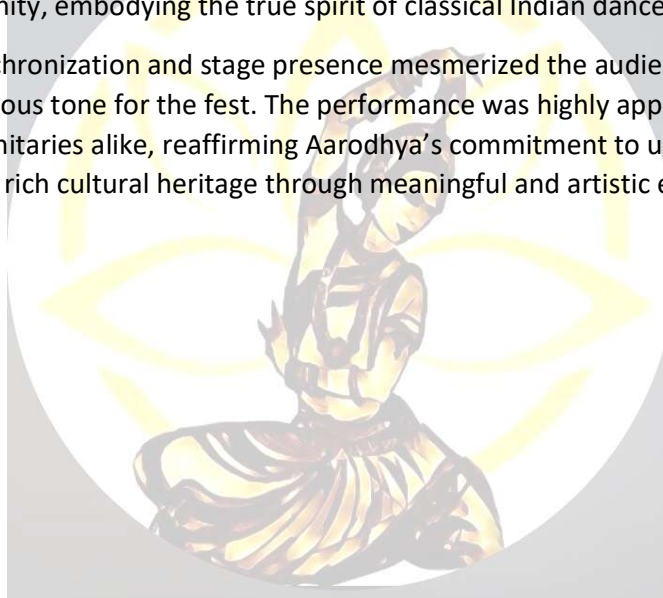 nity, embodying the true spirit of classical Indian dance
chronization and stage presence mesmerized the audie
ous tone for the fest. The performance was highly app
nitaries alike, reaffirming Aarodhya’s commitment to u
rich cultural heritage through meaningful and artistic e